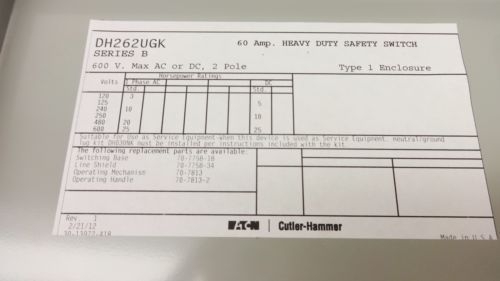 DH262UGK
60 Amp. HEAVY DUTY SAFETY SWITCH
SERIES B
600 V. Max AC or DC, 2 Pole
Type 1 Enclosure
Horsepower Ratings
Volts 1 Phase AC DC
Std. Std.
120 3
125 5
240 10
250 10
480 20
600 25 25
Suitable for use as Service Equipment when this device is used as Service Equipment. neutral/ground
lug kit must be installed per instructions included with the kit.
The following replacement parts are available:
Switching Base 70-7750-18
Line Shield 70-7750-34
Operating Mechanism 70-7813
Operating Handle 70-7813-2
Rev. 1
2/21/12
EATON Cutler-Hammer
Made in U.S.A